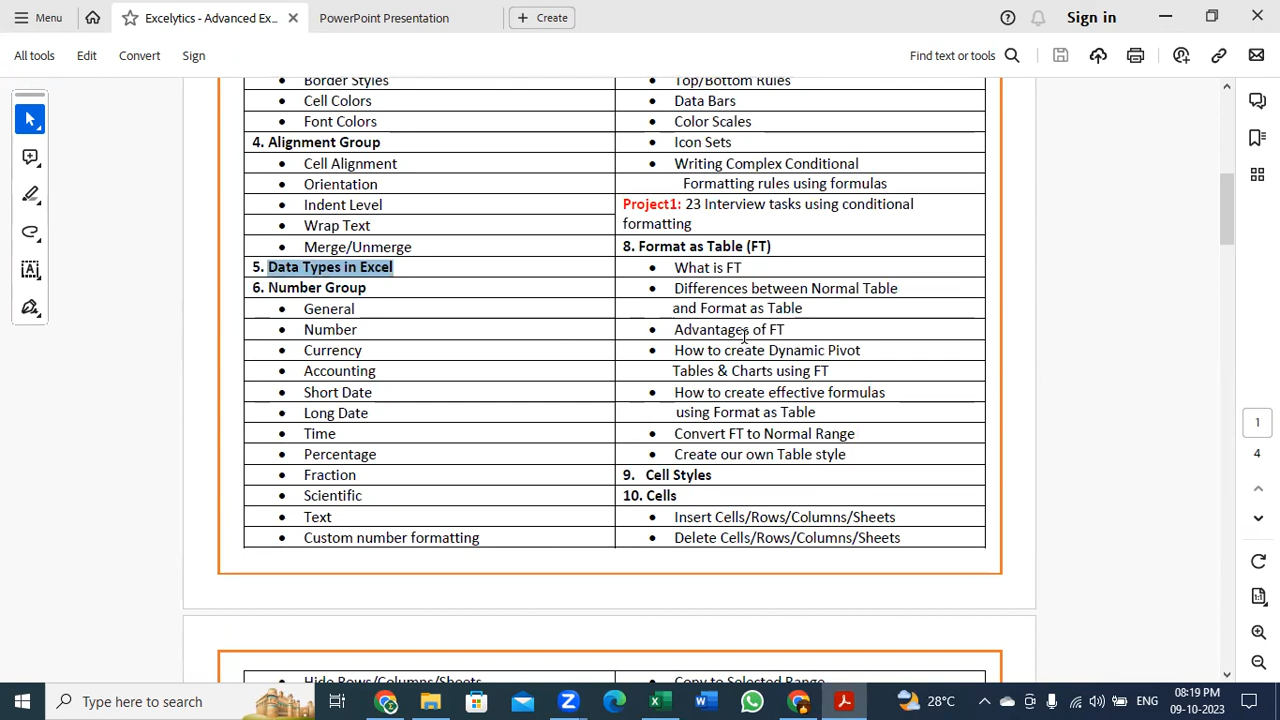 Menu
Excelytics - Advanced Ex...
PowerPoint Presentation
Create
Sign in
All tools
Edit
Convert
Sign
Find text or tools
Border Styles
Cell Colors
Font Colors
4. Alignment Group
Cell Alignment
Orientation
Indent Level
Wrap Text
Merge/Unmerge
5. Data Types in Excel
6. Number Group
General
Number
Currency
Accounting
Short Date
Long Date
Time
Percentage
Fraction
Scientific
Text
Custom number formatting
Top/Bottom Rules
Data Bars
Color Scales
Icon Sets
Writing Complex Conditional
Formatting rules using formulas
Project1: 23 Interview tasks using conditional
formatting
8. Format as Table (FT)
What is FT
Differences between Normal Table
and Format as Table
Advantages of FT
How to create Dynamic Pivot
Tables & Charts using FT
How to create effective formulas
using Format as Table
Convert FT to Normal Range
Create our own Table style
9. Cell Styles
10. Cells
Insert Cells/Rows/Columns/Sheets
Delete Cells/Rows/Columns/Sheets
Hide Rows/Columns/Sheets
Copy to Selected Range
1
4
Type here to search
28°C
ENG
08:19 PM
09-10-2023